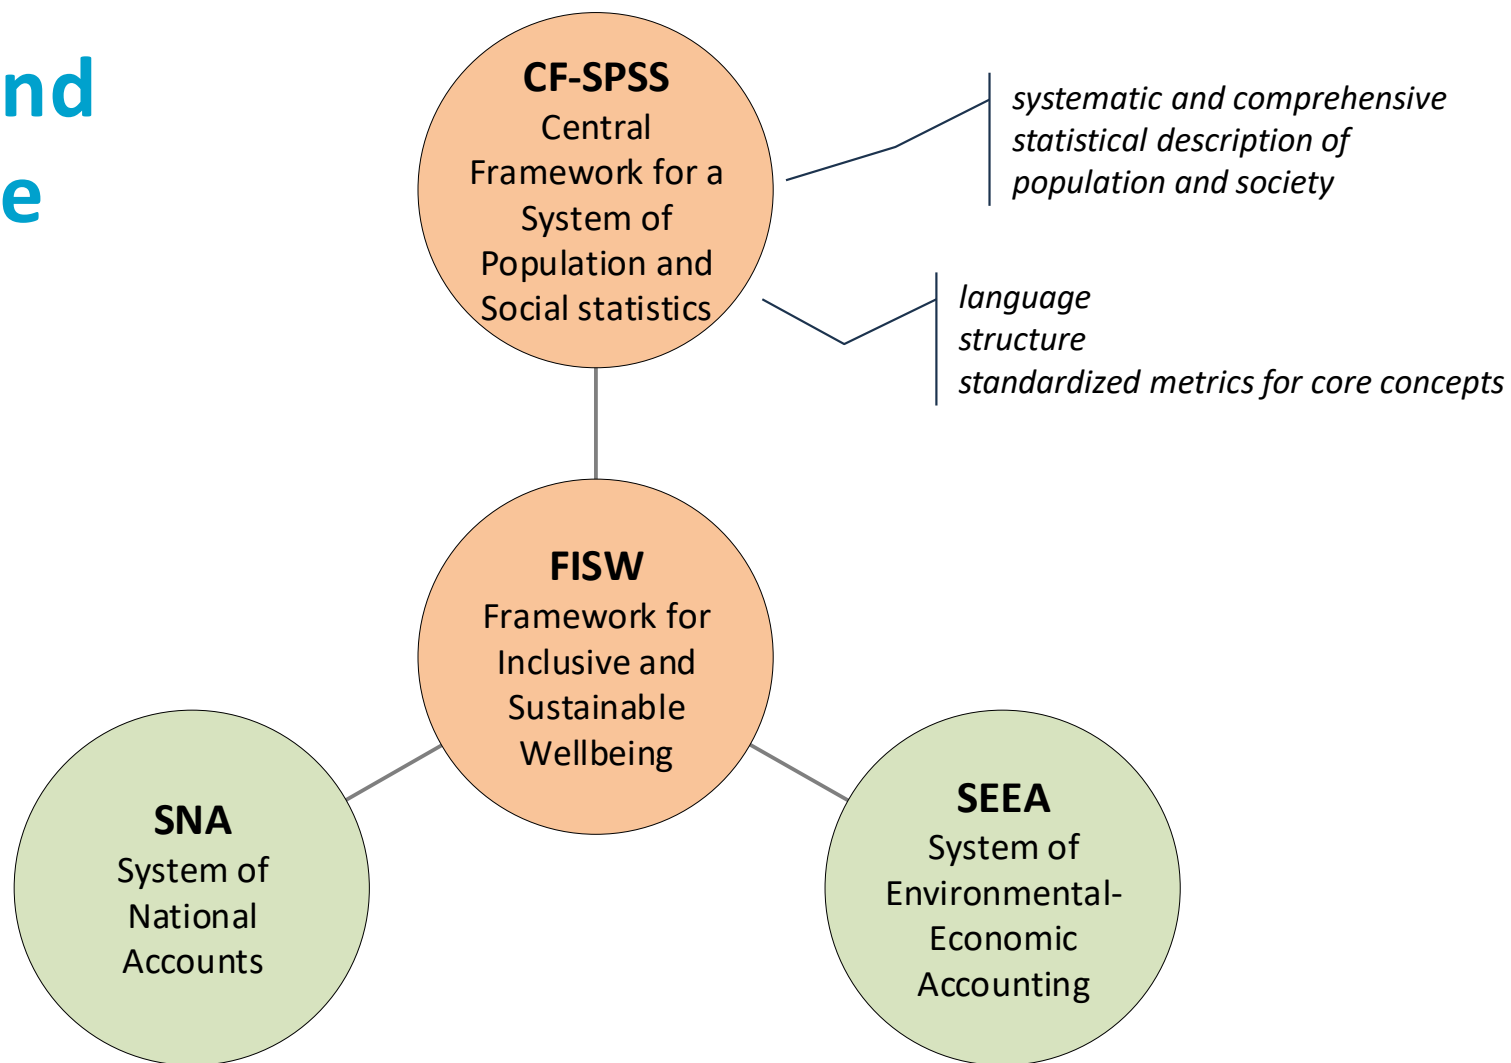 nd
e
CF-SPSS
Central
Framework for a
System of
Population and
Social statistics
systematic and comprehensive
statistical description of
population and society
language
structure
standardized metrics for core concepts
FISW
Framework for
Inclusive and
Sustainable
Wellbeing
SNA
System of
National
Accounts
SEEA
System of
Environmental-
Economic
Accounting